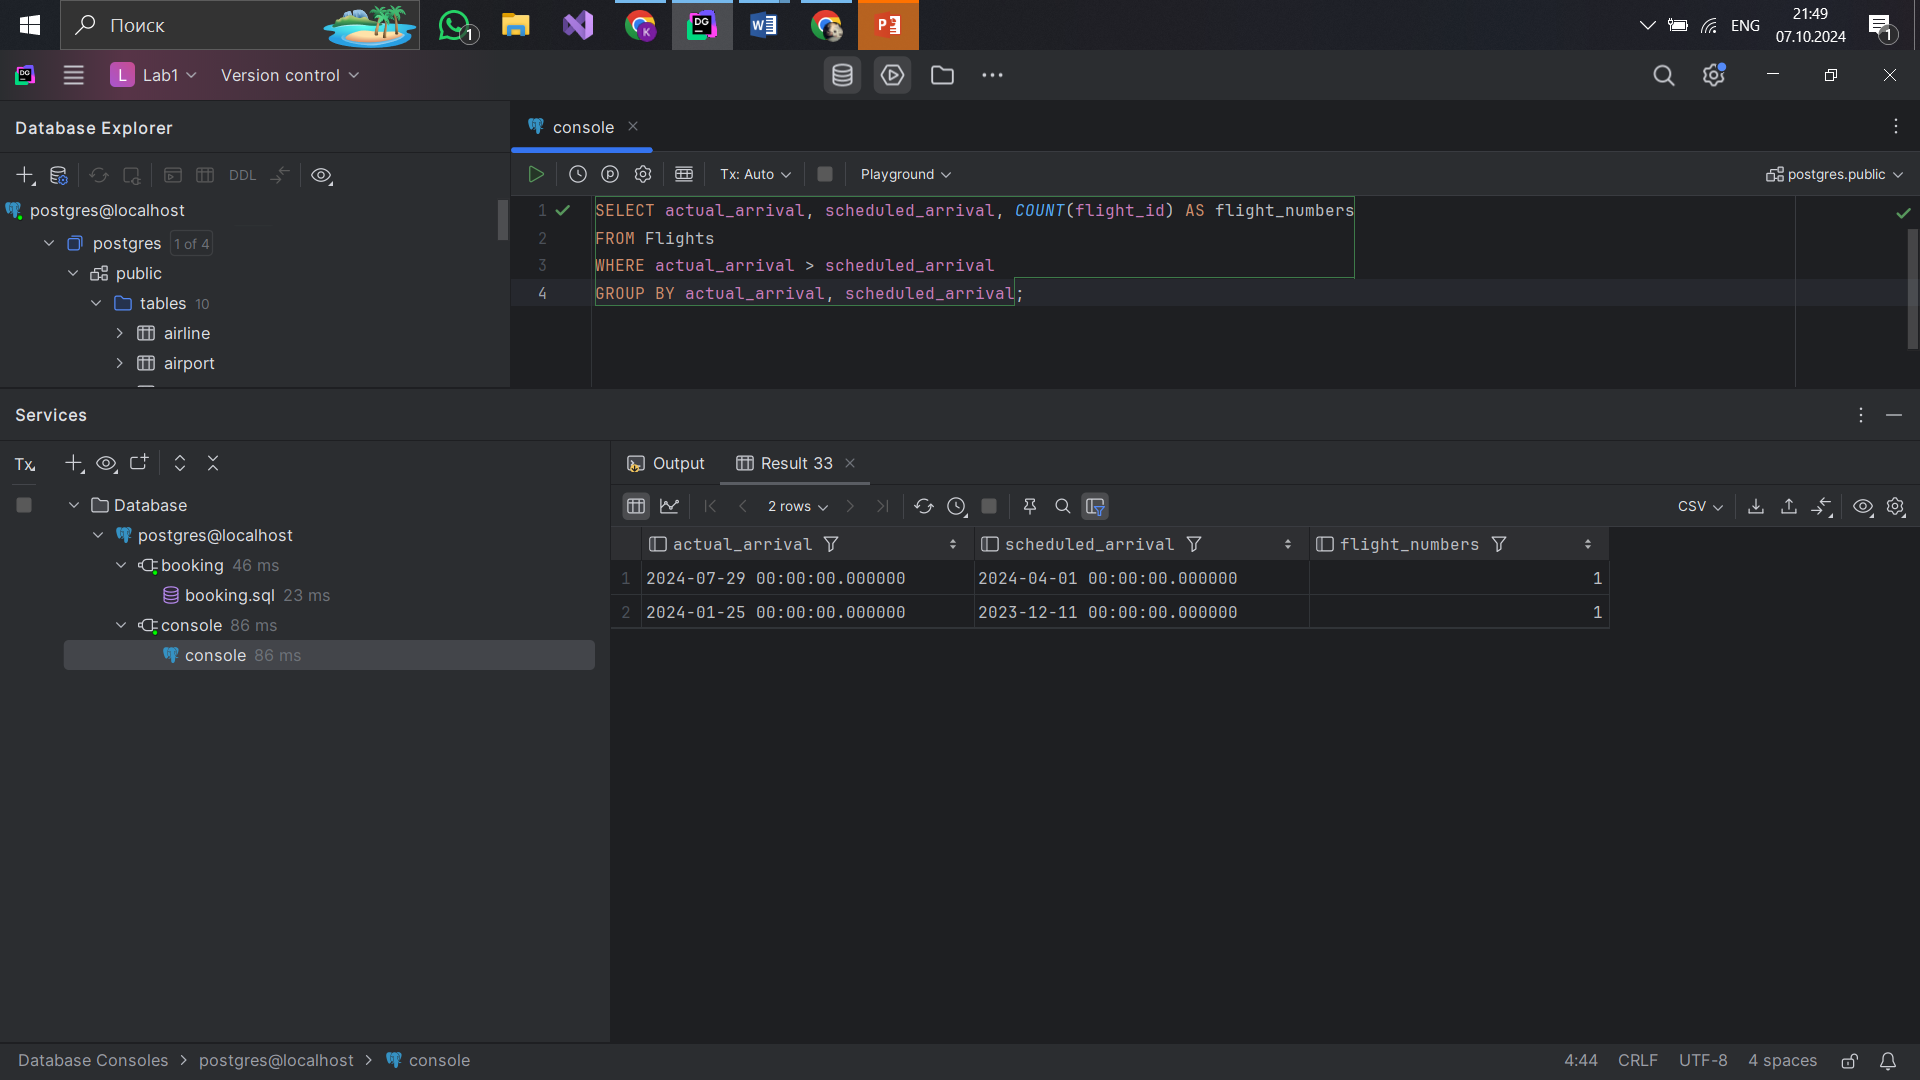 Поиск
1
ENG
21:49
07.10.2024
1
L Lab1
Version control
Database Explorer
console
DDL
Tx: Auto
Playground
postgres.public
postgres@localhost
postgres 1 of 4
public
tables 10
airline
airport
1 SELECT actual_arrival, scheduled_arrival, COUNT(flight_id) AS flight_numbers
2 FROM Flights
3 WHERE actual_arrival > scheduled_arrival
4 GROUP BY actual_arrival, scheduled_arrival;
Services
Tx
Database
postgres@localhost
booking 46 ms
booking.sql 23 ms
console 86 ms
console 86 ms
Output
Result 33
2 rows
CSV
actual_arrival scheduled_arrival flight_numbers
1 2024-07-29 00:00:00.000000 2024-04-01 00:00:00.000000 1
2 2024-01-25 00:00:00.000000 2023-12-11 00:00:00.000000 1
Database Consoles > postgres@localhost > console
4:44 CRLF UTF-8 4 spaces